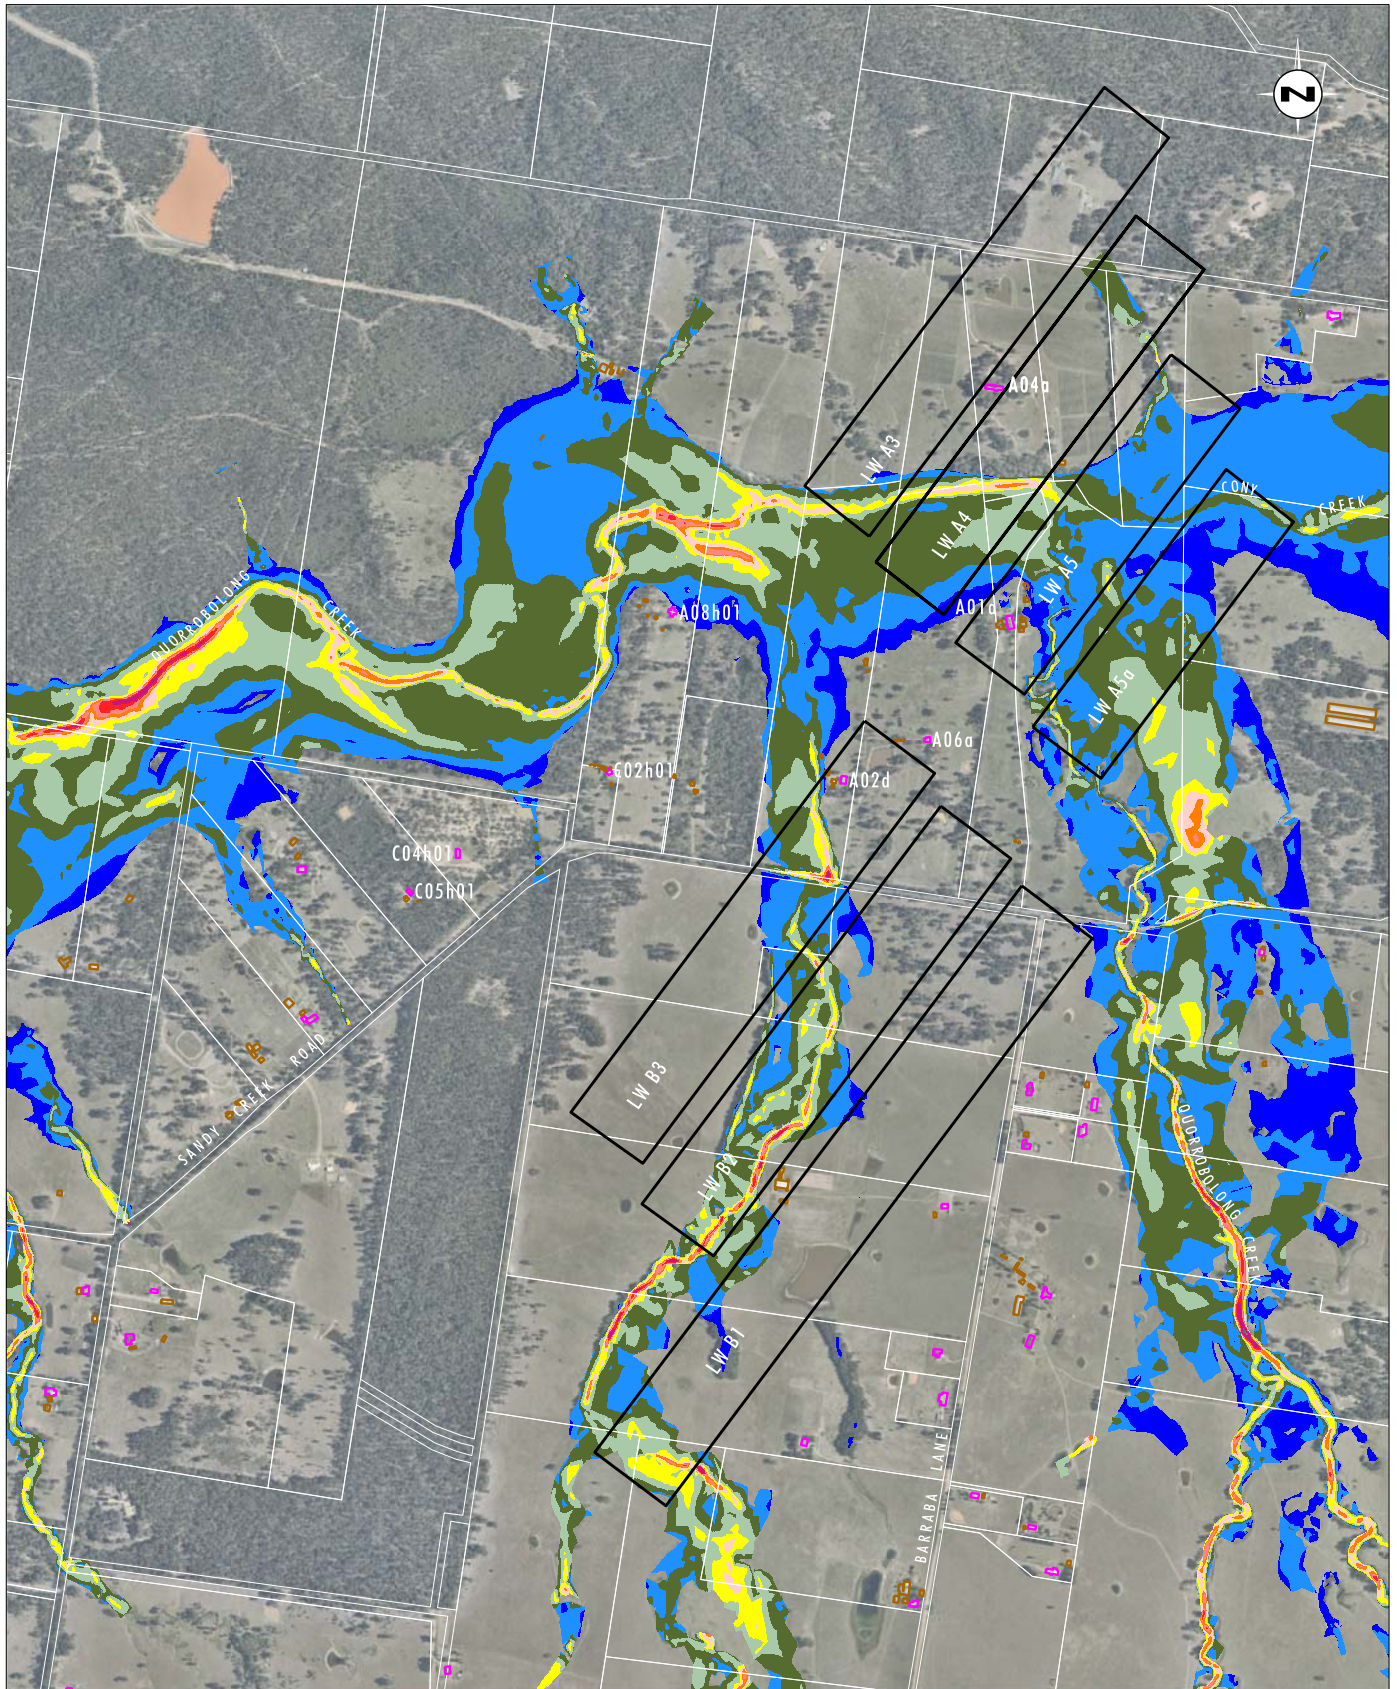 N
A04a
LW A3
CONY
CREEK
LW A4
LW A5
QUORROBOLONG
CREEK
A08h01
A01d
LW A5a
A06a
C02h01
A02d
C04h01
C05h01
SANDY CREEK ROAD
LW B3
LW B2
QUORROBOLONG
CREEK
LW B1
BARRABA LANE